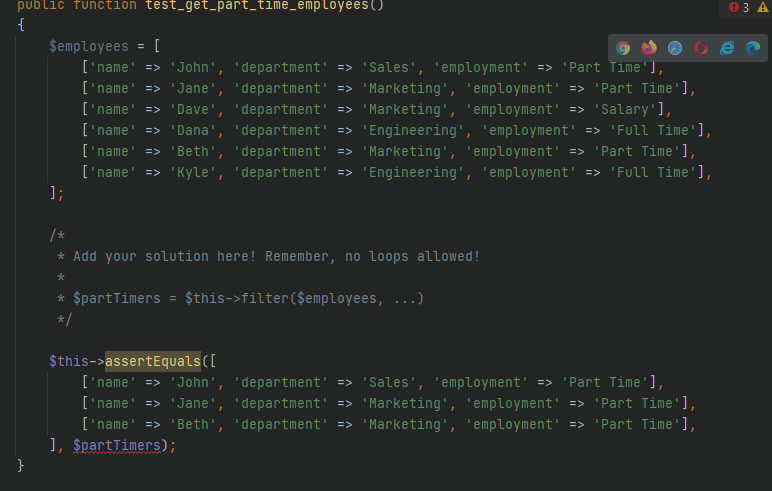 public function test_get_part_time_employees()
3
{
$employees = [
['name' => 'John', 'department' => 'Sales', 'employment' => 'Part Time'],
['name' => 'Jane', 'department' => 'Marketing', 'employment' => 'Part Time'],
['name' => 'Dave', 'department' => 'Marketing', 'employment' => 'Salary'],
['name' => 'Dana', 'department' => 'Engineering', 'employment' => 'Full Time'],
['name' => 'Beth', 'department' => 'Marketing', 'employment' => 'Part Time'],
['name' => 'Kyle', 'department' => 'Engineering', 'employment' => 'Full Time'],
];
/*
* Add your solution here! Remember, no loops allowed!
*
* $partTimers = $this->filter($employees, ...)
*/
$this->assertEquals([
['name' => 'John', 'department' => 'Sales', 'employment' => 'Part Time'],
['name' => 'Jane', 'department' => 'Marketing', 'employment' => 'Part Time'],
['name' => 'Beth', 'department' => 'Marketing', 'employment' => 'Part Time'],
], $partTimers);
}